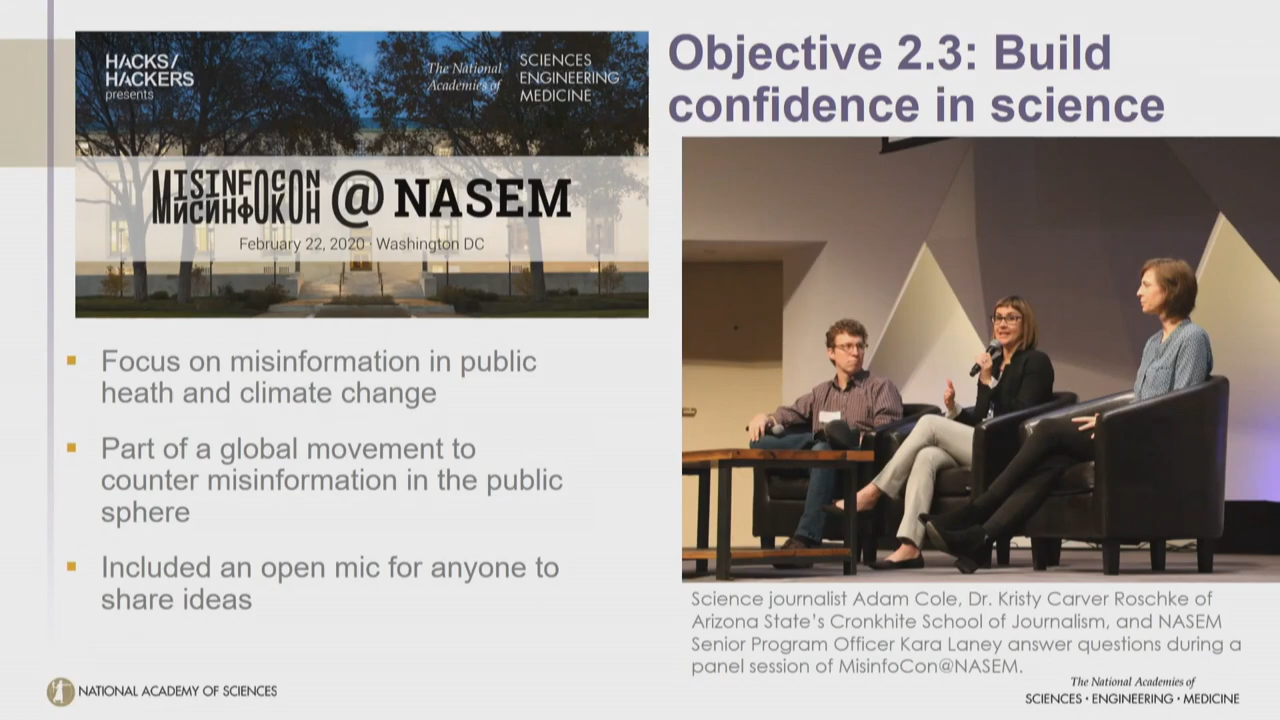 HACKS/
HACKERS
presents
The National
Academies of
SCIENCES
ENGINEERING
MEDICINE
MISINFOCON
МИСИНФОКОН
@ NASEM
February 22, 2020 · Washington DC
Objective 2.3: Build
confidence in science
Focus on misinformation in public
heath and climate change
Part of a global movement to
counter misinformation in the public
sphere
Included an open mic for anyone to
share ideas
Science journalist Adam Cole, Dr. Kristy Carver Roschke of
Arizona State's Cronkhite School of Journalism, and NASEM
Senior Program Officer Kara Laney answer questions during a
panel session of MisinfoCon@NASEM.
NATIONAL ACADEMY OF SCIENCES
The National Academies of
SCIENCES · ENGINEERING · MEDICINE